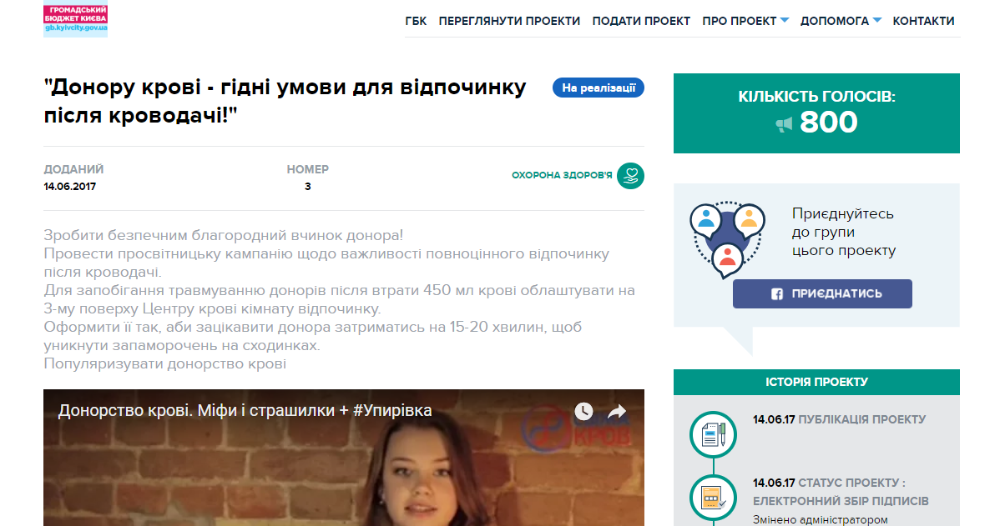 ГРОМАДСЬКИЙ
БЮДЖЕТ КИЄВА
gb.kyivcity.gov.ua
ГБК ПЕРЕГЛЯНУТИ ПРОЕКТИ ПОДАТИ ПРОЕКТ ПРО ПРОЕКТ ДОПОМОГА КОНТАКТИ
"Донору крові - гідні умови для відпочинку
після кроводачі!"
На реалізації
ДОДАНИЙ
14.06.2017
НОМЕР
3
ОХОРОНА ЗДОРОВ'Я
Зробити безпечним благородний вчинок донора!
Провести просвітницьку кампанію щодо важливості повноцінного відпочинку
після кроводачі.
Для запобігання травмуванню донорів після втрати 450 мл крові облаштувати на
3-му поверху Центру крові кімнату відпочинку.
Оформити її так, аби зацікавити донора затриматись на 15-20 хвилин, щоб
уникнути запаморочень на сходинках.
Популяризувати донорство крові
Донорство крові. Міфи і страшилки + #Упирівка
КРОВ
КІЛЬКІСТЬ ГОЛОСІВ:
800
Приєднуйтесь
до групи
цього проекту
ПРИЄДНАТИСЬ
ІСТОРІЯ ПРОЕКТУ
14.06.17 ПУБЛІКАЦІЯ ПРОЕКТУ
14.06.17 СТАТУС ПРОЕКТУ :
ЕЛЕКТРОННИЙ ЗБІР ПІДПИСІВ
Змінено адміністратором